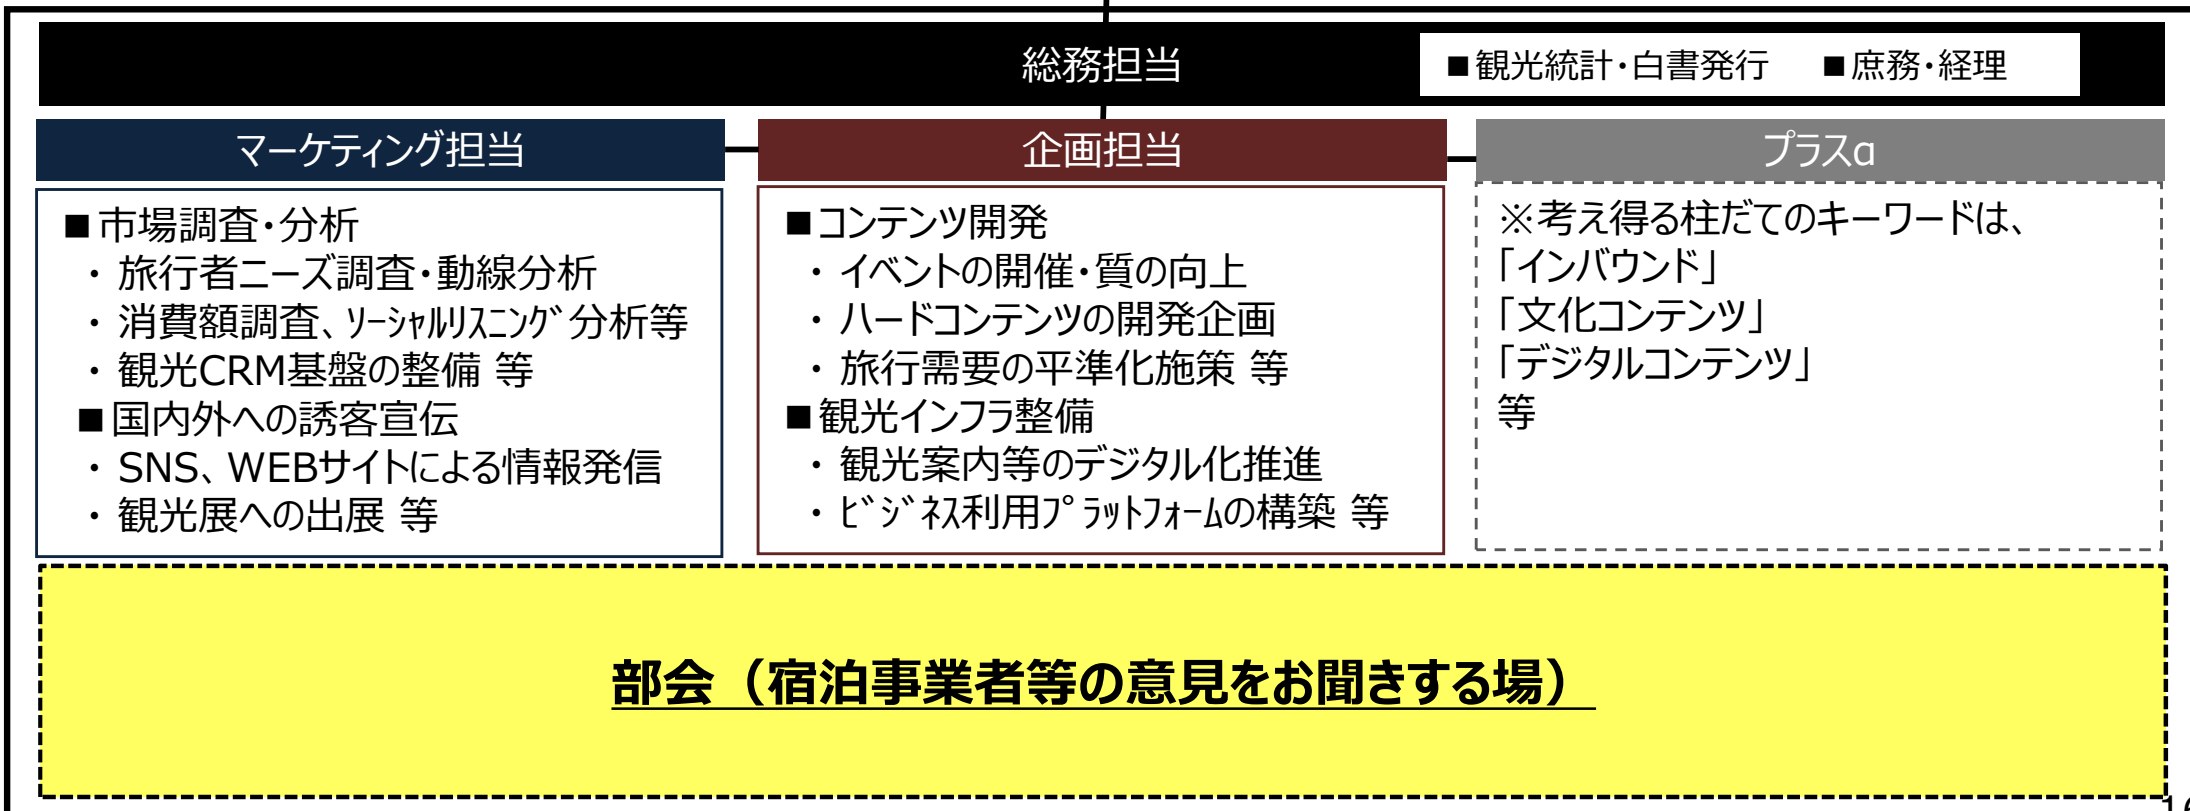 総務担当
■観光統計・白書発行　■庶務・経理
マーケティング担当
■市場調査・分析
・ 旅行者ニーズ調査・動線分析
・ 消費額調査、ｿｰｼｬﾙﾘｽﾆﾝｸﾞ分析等
・ 観光CRM基盤の整備 等
■国内外への誘客宣伝
・ SNS、WEBサイトによる情報発信
・ 観光展への出展 等
企画担当
■コンテンツ開発
・ イベントの開催・質の向上
・ ハードコンテンツの開発企画
・ 旅行需要の平準化施策 等
■観光インフラ整備
・ 観光案内等のデジタル化推進
・ ﾋﾞｼﾞﾈｽ利用ﾌﾟﾗｯﾄﾌｫｰﾑの構築 等
プラスα
※考え得る柱だてのキーワードは、
「インバウンド」
「文化コンテンツ」
「デジタルコンテンツ」
等
部会（宿泊事業者等の意見をお聞きする場）